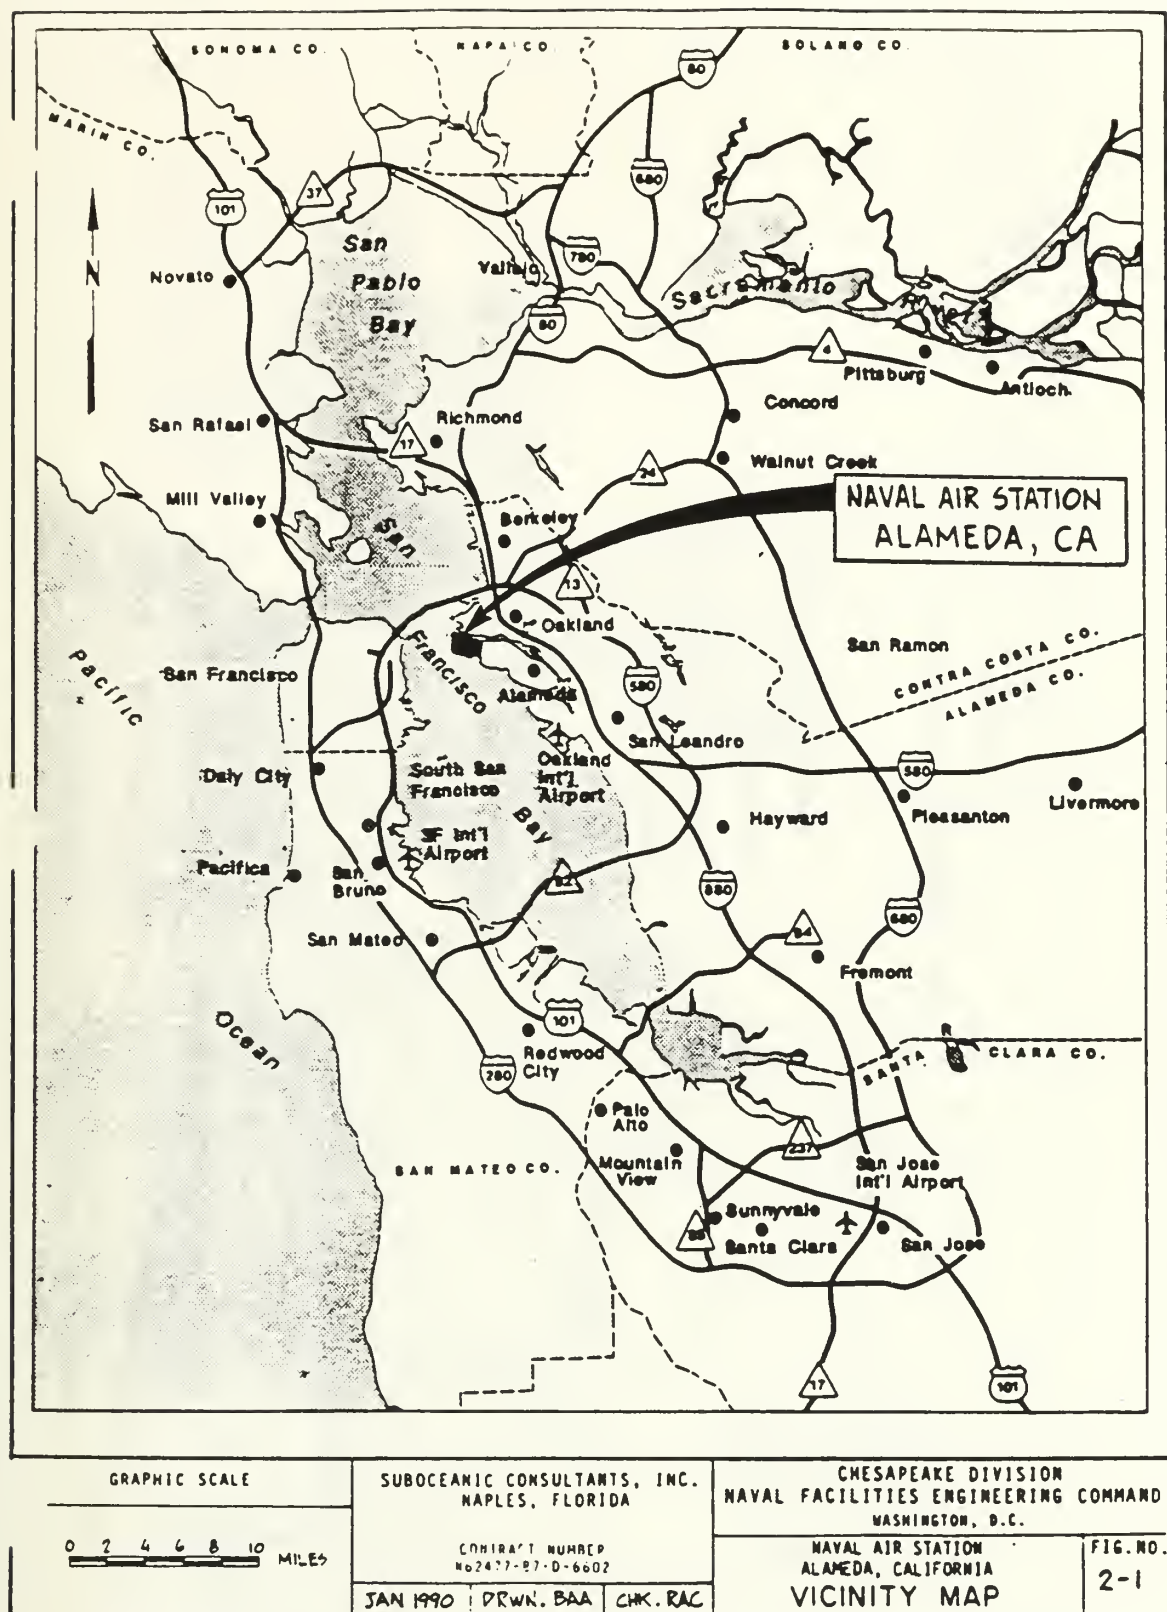 SONOMA CO.
NAPA CO.
SOLANO CO.
MARIN CO.
80
680
37
101
N
San
Pablo
Bay
Vallejo
780
Novato
80
Sacramento
Rivers
4
Pittsburg
Antioch
Concord
San Rafael
17
Richmond
24
Walnut Creek
Mill Valley
NAVAL AIR STATION
ALAMEDA, CA
San
Berkeley
13
Oakland
Francisco
San Ramon
CONTRA COSTA CO.
ALAMEDA CO.
Pacific
San Francisco
Alameda
580
San Leandro
Daly City
South San
Francisco
Oakland
Int'l
Airport
580
Livermore
Pleasanton
Bay
Hayward
SF Int'l
Airport
Pacifica
San
Bruno
92
880
680
San Mateo
84
Fremont
Ocean
101
Redwood
City
280
SANTA
CLARA CO.
R
Palo
Alto
237
SAN MATEO CO.
Mountain
View
San Jose
Int'l Airport
Sunnyvale
85
Santa Clara
San Jose
17
101
GRAPHIC SCALE
0 2 4 6 8 10 MILES
SUBOCEANIC CONSULTANTS, INC.
NAPLES, FLORIDA
CONTRACT NUMBER
N62477-87-D-6602
JAN 1990 DRWN. BAA CHK. RAC
CHESAPEAKE DIVISION
NAVAL FACILITIES ENGINEERING COMMAND
WASHINGTON, D.C.
NAVAL AIR STATION
ALAMEDA, CALIFORNIA
VICINITY MAP
FIG. NO.
2-1